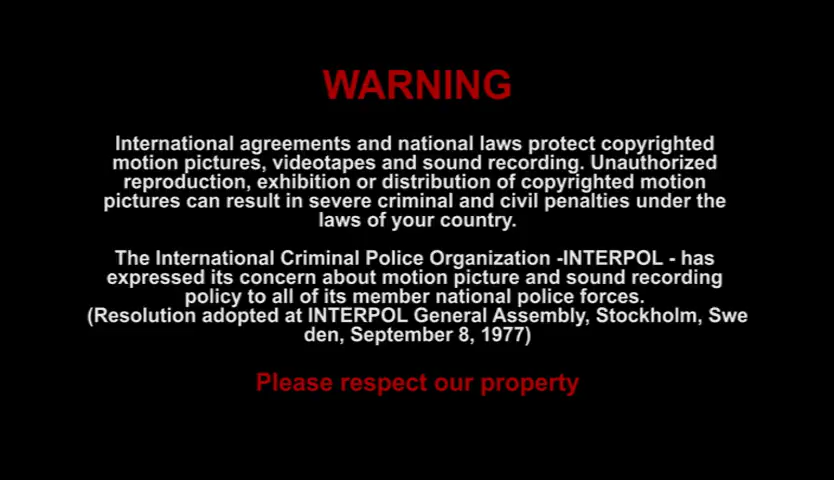 WARNING
International agreements and national laws protect copyrighted
motion pictures, videotapes and sound recording. Unauthorized
reproduction, exhibition or distribution of copyrighted motion
pictures can result in severe criminal and civil penalties under the
laws of your country.
The International Criminal Police Organization -INTERPOL - has
expressed its concern about motion picture and sound recording
policy to all of its member national police forces.
(Resolution adopted at INTERPOL General Assembly, Stockholm, Swe
den, September 8, 1977)
Please respect our property